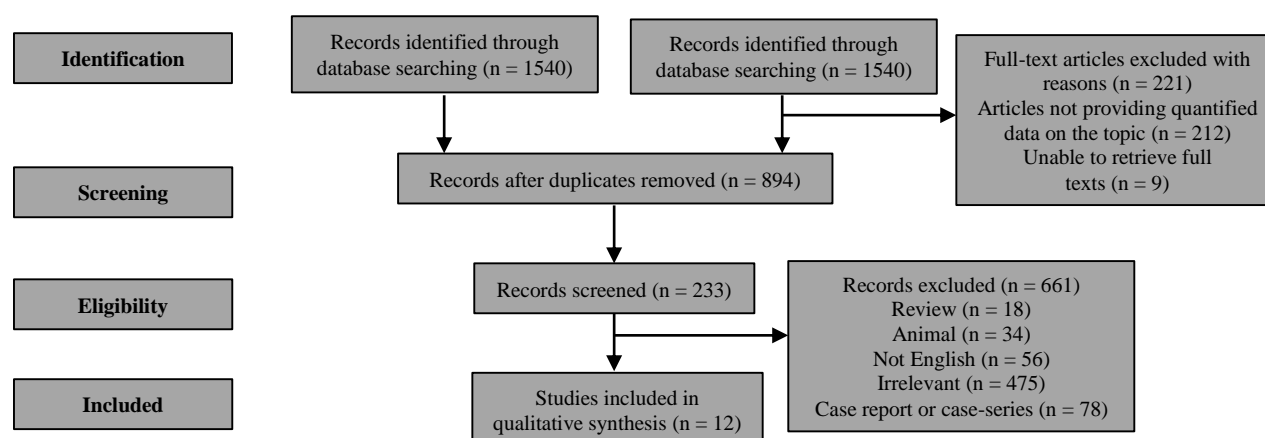 Identification
Records identified through
database searching (n = 1540)
Records identified through
database searching (n = 1540)
Full-text articles excluded with
reasons (n = 221)
Articles not providing quantified
data on the topic (n = 212)
Unable to retrieve full
texts (n = 9)
Screening
Records after duplicates removed (n = 894)
Eligibility
Records screened (n = 233)
Records excluded (n = 661)
Review (n = 18)
Animal (n = 34)
Not English (n = 56)
Irrelevant (n = 475)
Case report or case-series (n = 78)
Included
Studies included in
qualitative synthesis (n = 12)